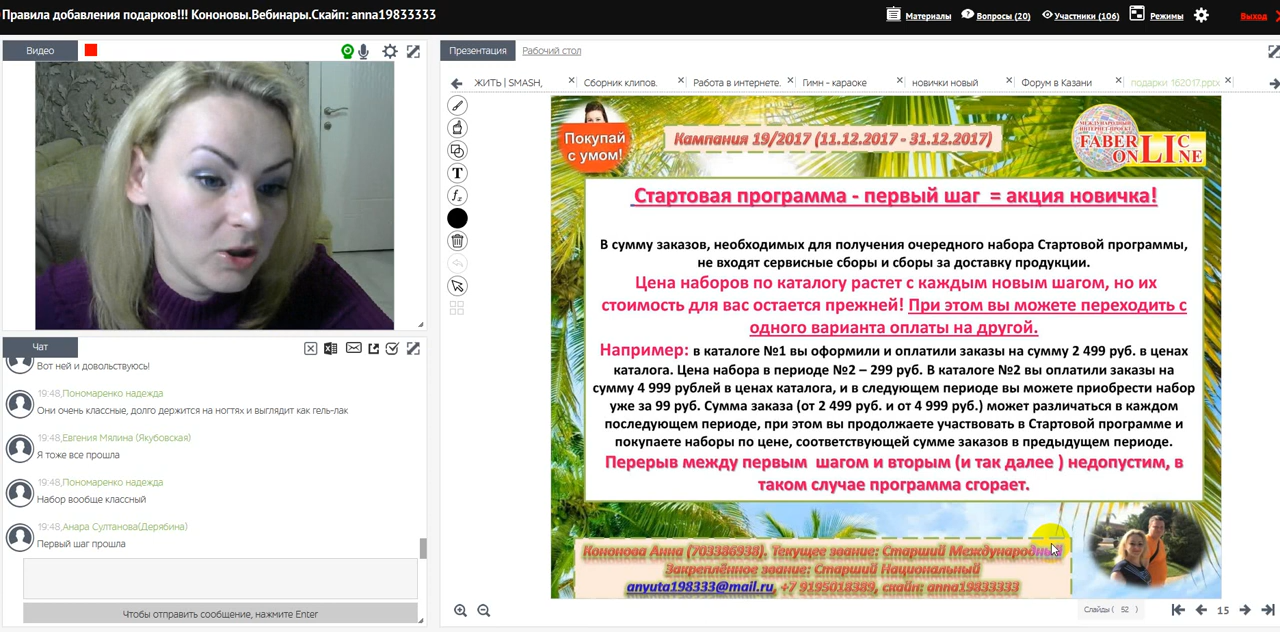 Правила добавления подарков!!! Кононовы.Вебинары.Скайп: anna19833333
Материалы
Вопросы (20)
Участники (106)
Режимы
Выход
Видео
Презентация
Рабочий стол
ЖИТЬ | SMASH,
Сборник клипов.
Работа в интернете.
Гимн - караоке
новички новый
Форум в Казани
подарки 162017.pptx
Покупай
с умом!
Кампания 19/2017 (11.12.2017 - 31.12.2017)
МЕЖДУНАРОДНЫЙ
ИНТЕРНЕТ-ПРОЕКТ
FABERLIC
ONLINE
Стартовая программа - первый шаг = акция новичка!
В сумму заказов, необходимых для получения очередного набора Стартовой программы,
не входят сервисные сборы и сборы за доставку продукции.
Цена наборов по каталогу растет с каждым новым шагом, но их
стоимость для вас остается прежней! При этом вы можете переходить с
одного варианта оплаты на другой.
Например: в каталоге №1 вы оформили и оплатили заказы на сумму 2 499 руб. в ценах
каталога. Цена набора в периоде №2 – 299 руб. В каталоге №2 вы оплатили заказы на
сумму 4 999 рублей в ценах каталога, и в следующем периоде вы можете приобрести набор
уже за 99 руб. Сумма заказа (от 2 499 руб. и от 4 999 руб.) может различаться в каждом
последующем периоде, при этом вы продолжаете участвовать в Стартовой программе и
покупаете наборы по цене, соответствующей сумме заказов в предыдущем периоде.
Перерыв между первым шагом и вторым (и так далее ) недопустим, в
таком случае программа сгорает.
Кононова Анна (703386938). Текущее звание: Старший Международный
Закреплённое звание: Старший Национальный
anyuta198333@mail.ru, +7 9195018389, скайп: anna19833333
Слайды ( 52 )
15
Чат
Вот ней и довольствуюсь!
19:48,Пономаренко надежда
Они очень классные, долго держится на ногтях и выглядит как гель-лак
19:48,Евгения Мялина (Якубовская)
Я тоже все прошла
19:48,Пономаренко надежда
Набор вообще классный
19:48,Анара Султанова(Дерябина)
Первый шаг прошла
Чтобы отправить сообщение, нажмите Enter